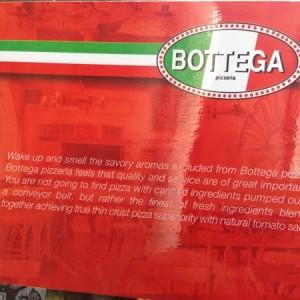 BOTTEGA
pizzeria
Wake up and smell the savory aromas excluded from Bottega
Bottega pizzeria feels that quality and service are of great
You are not going to find pizza with canned ingredients pumped
a conveyor belt, but rather the finest of fresh ingredients
together achieving true thin crust pizza superiority with natural tomato